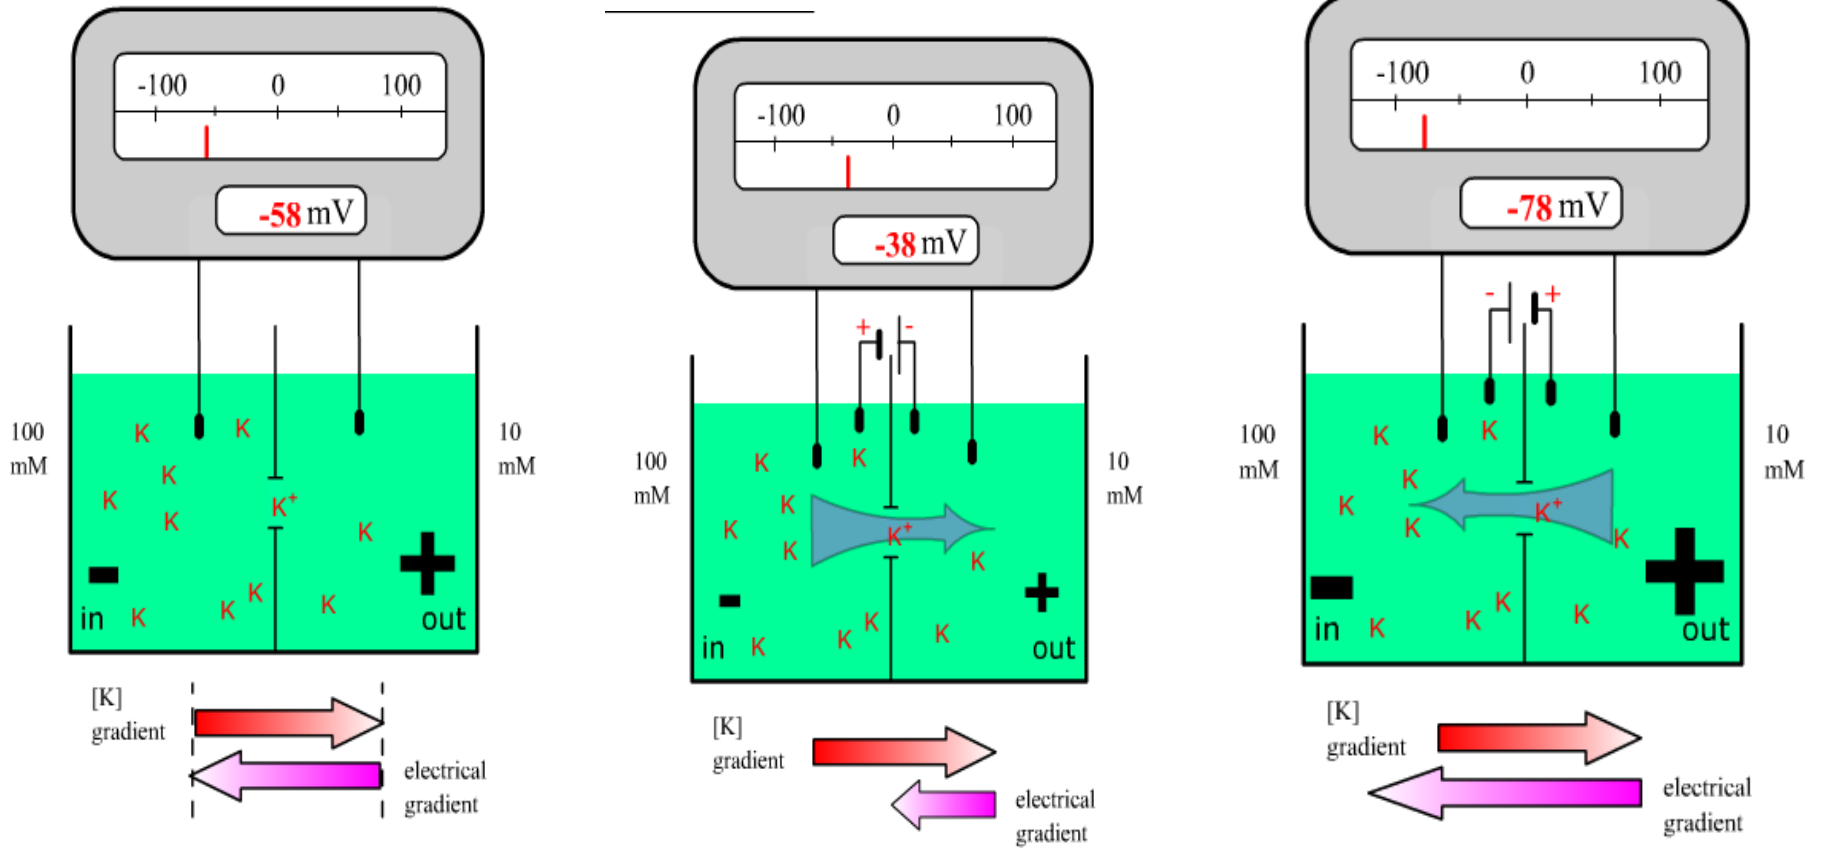 -100 0 100
-58 mV
100
mM
10
mM
K K
K
K
K
K+
K
K
K
K
K
in
out
[K]
gradient
electrical
gradient
-100 0 100
-38 mV
+ -
100
mM
10
mM
K K
K
K
K
K+
K
K
K
K
K
in
out
[K]
gradient
electrical
gradient
-100 0 100
-78 mV
- +
100
mM
10
mM
K K
K
K
K
K+
K
K
K
K
K
in
out
[K]
gradient
electrical
gradient